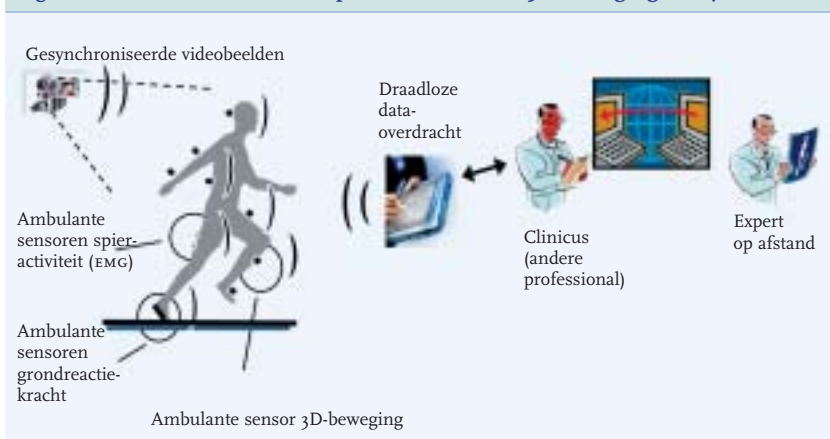 Gesynchroniseerde videobeelden
Draadloze
data-
overdracht
Ambulante
sensoren spier-
activiteit (EMG)
Clinicus
(andere
professional)
Expert
op afstand
Ambulante
sensoren
grondreactie-
kracht
Ambulante sensor 3D-beweging